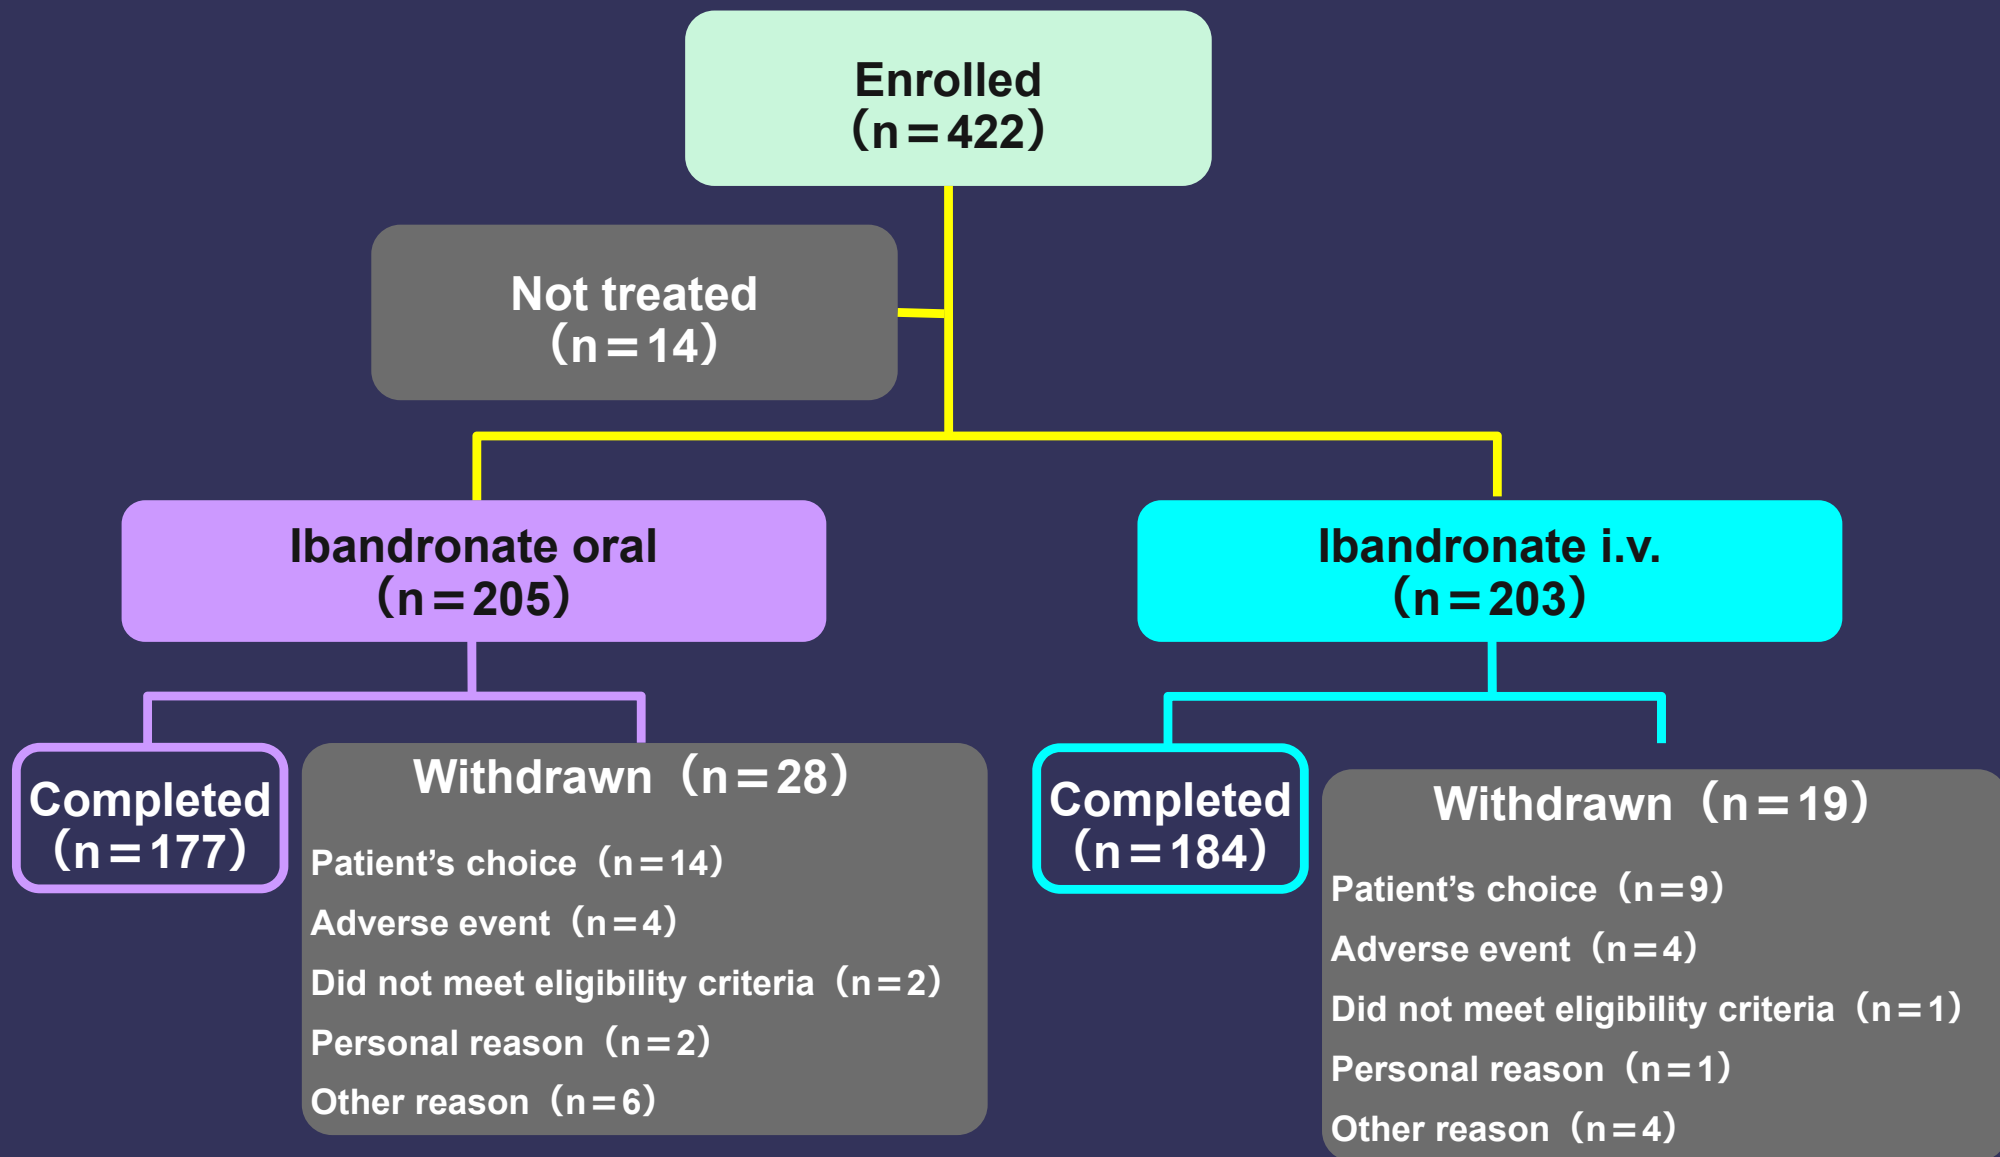 Enrolled
（n＝422）
Not treated
（n＝14）
Ibandronate oral
（n＝205）
Ibandronate i.v.
（n＝203）
Completed
（n＝177）
Withdrawn（n＝28）
Patient’s choice（n＝14）
Adverse event（n＝4）
Did not meet eligibility criteria（n＝2）
Personal reason（n＝2）
Other reason（n＝6）
Completed
（n＝184）
Withdrawn（n＝19）
Patient’s choice（n＝9）
Adverse event（n＝4）
Did not meet eligibility criteria（n＝1）
Personal reason（n＝1）
Other reason（n＝4）